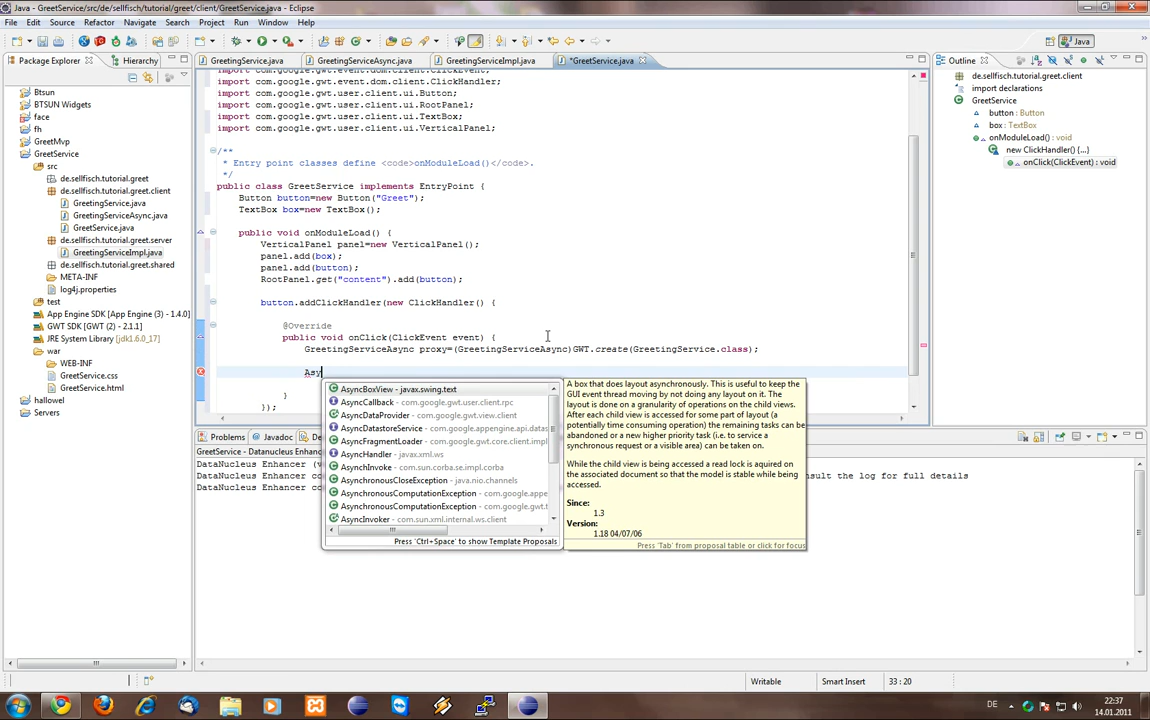 Java - GreetService/src/de/sellfisch/tutorial/greet/client/GreetService.java - Eclipse
File Edit Source Refactor Navigate Search Project Run Window Help
Java
Package Explorer
Hierarchy
GreetingService.java
GreetingServiceAsync.java
GreetingServiceImpl.java
*GreetService.java
Outline
Btsun
BTSUN Widgets
face
fh
GreetMvp
GreetService
src
de.sellfisch.tutorial.greet
de.sellfisch.tutorial.greet.client
GreetingService.java
GreetingServiceAsync.java
GreetService.java
de.sellfisch.tutorial.greet.server
GreetingServiceImpl.java
de.sellfisch.tutorial.greet.shared
META-INF
log4j.properties
test
App Engine SDK [App Engine (3) - 1.4.0]
GWT SDK [GWT (2) - 2.1.1]
JRE System Library [jdk1.6.0_17]
war
WEB-INF
GreetService.css
GreetService.html
hallowel
Servers
import com.google.gwt.event.dom.client.ClickEvent;
import com.google.gwt.event.dom.client.ClickHandler;
import com.google.gwt.user.client.ui.Button;
import com.google.gwt.user.client.ui.RootPanel;
import com.google.gwt.user.client.ui.TextBox;
import com.google.gwt.user.client.ui.VerticalPanel;
/**
* Entry point classes define <code>onModuleLoad()</code>.
*/
public class GreetService implements EntryPoint {
Button button=new Button("Greet");
TextBox box=new TextBox();
public void onModuleLoad() {
VerticalPanel panel=new VerticalPanel();
panel.add(box);
panel.add(button);
RootPanel.get("content").add(button);
button.addClickHandler(new ClickHandler() {
@Override
public void onClick(ClickEvent event) {
GreetingServiceAsync proxy=(GreetingServiceAsync)GWT.create(GreetingService.class);
Asy
}
});
AsyncBoxView - javax.swing.text
AsyncCallback - com.google.gwt.user.client.rpc
AsyncDataProvider - com.google.gwt.view.client
AsyncDatastoreService - com.google.appengine.api.datas
AsyncFragmentLoader - com.google.gwt.core.client.impl
AsyncHandler - javax.xml.ws
AsynchInvoke - com.sun.corba.se.impl.corba
AsynchronousCloseException - java.nio.channels
AsynchronousComputationException - com.google.appe
AsynchronousComputationException - com.google.appen
AsyncInvoker - com.sun.xml.internal.ws.client
Press 'Ctrl+Space' to show Template Proposals
A box that does layout asynchronously. This is useful to keep the
GUI event thread moving by not doing any layout on it. The
layout is done on a granularity of operations on the child views.
After each child view is accessed for some part of layout (a
potentially time consuming operation) the remaining tasks can be
abandoned or a new higher priority task (i.e. to service a
synchronous request or a visible area) can be taken on.
While the child view is being accessed a read lock is aquired on
the associated document so that the model is stable while being
accessed.
Since:
1.3
Version:
1.18 04/07/06
Press 'Tab' from proposal table or click for focus
de.sellfisch.tutorial.greet.client
import declarations
GreetService
button : Button
box : TextBox
onModuleLoad() : void
new ClickHandler() {...}
onClick(ClickEvent) : void
Problems
Javadoc
De
GreetService - Datanucleus Enhance
DataNucleus Enhancer (v
DataNucleus Enhancer co
nsult the log for full details
DataNucleus Enhancer co
Writable
Smart Insert
33 : 20
DE
22:37
14.01.2011